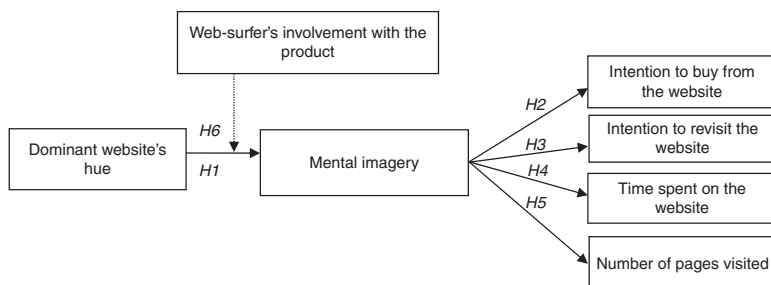 Web-surfer's involvement with the
product
Intention to buy from
the website
H2
H6
Intention to revisit the
website
H3
Dominant website's
hue
Mental imagery
H1
H4
Time spent on the
website
H5
Number of pages visited